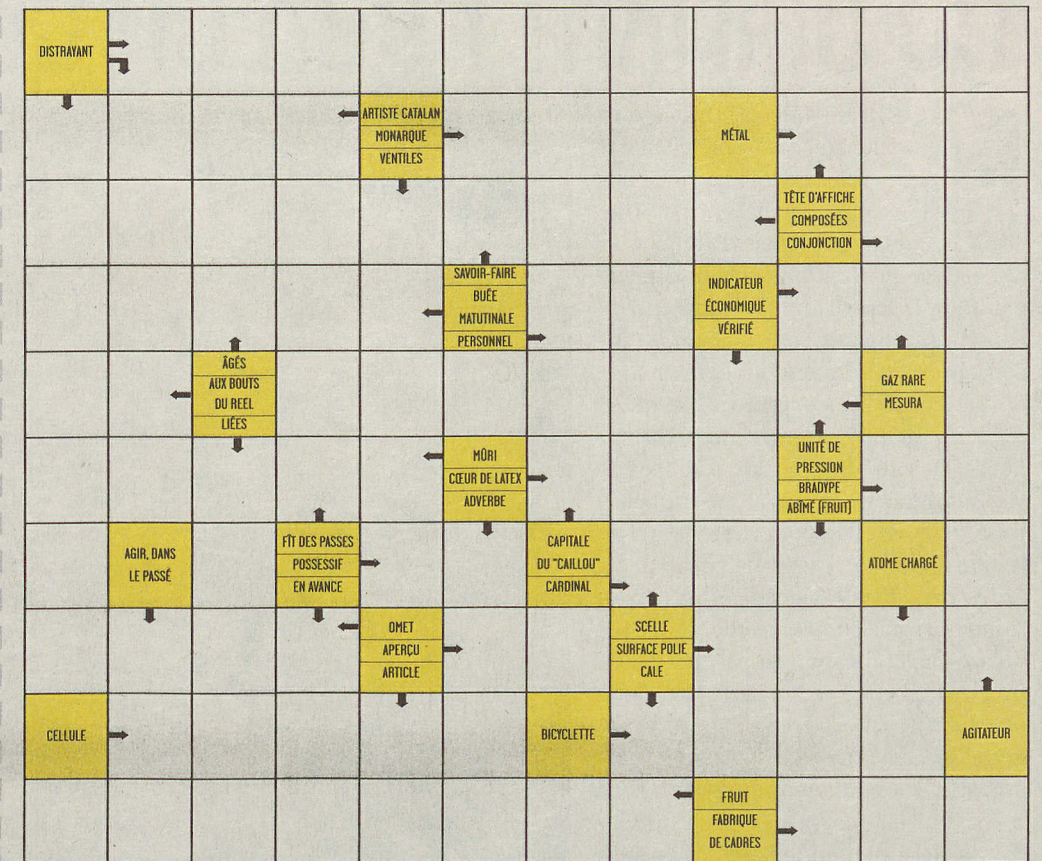 DISTRAYANT
ARTISTE CATALAN
MONARQUE
VENTILES
MÉTAL
TÊTE D'AFFICHE
COMPOSÉES
CONJONCTION
SAVOIR-FAIRE
BUÉE
MATUTINALE
PERSONNEL
INDICATEUR
ÉCONOMIQUE
VÉRIFIÉ
ÂGÉS
AUX BOUTS
DU REEL
LIÉES
GAZ RARE
MESURA
MÛRI
CŒUR DE LATEX
ADVERBE
UNITÉ DE
PRESSION
BRADYPE
ABÎMÉ (FRUIT)
AGIR, DANS
LE PASSÉ
FÎT DES PASSES
POSSESSIF
EN AVANCE
CAPITALE
DU "CAILLOU"
CARDINAL
ATOME CHARGÉ
OMET
APERÇU
ARTICLE
SCELLE
SURFACE POLIE
CALE
CELLULE
BICYCLETTE
AGITATEUR
FRUIT
FABRIQUE
DE CADRES